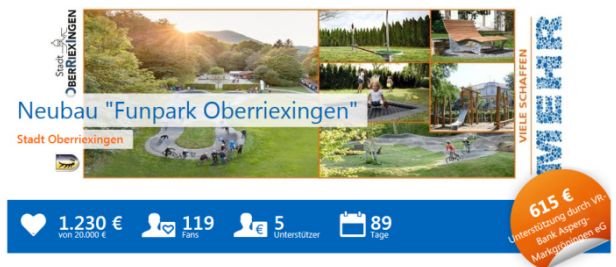 Stadt
OBERRIEXINGEN
Neubau "Funpark Oberriexingen"
Stadt Oberriexingen
VIELE SCHAFFEN
MEHR
1.230 €
von 20.000 €
119
Fans
5
Unterstützer
89
Tage
615 €
Unterstützung durch VR-
Bank Asperg-
Markgröningen eG